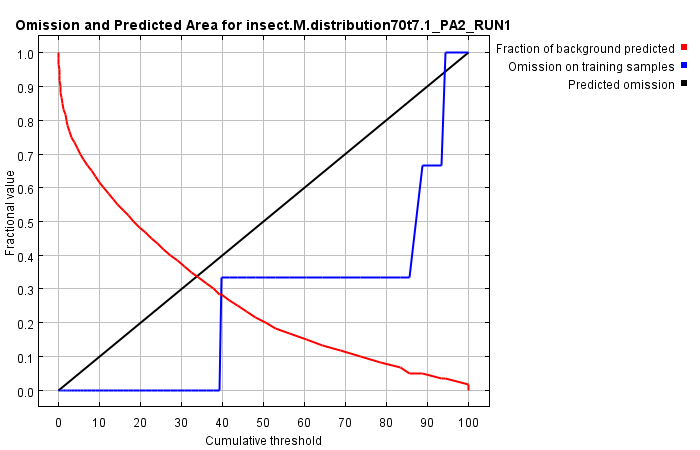 Omission and Predicted Area for insect.M.distribution70t7.1_PA2_RUN1
Fraction of background predicted
Omission on training samples
Predicted omission
1.0
0.9
0.8
0.7
0.6
0.5
0.4
0.3
0.2
0.1
0.0
Fractional value
0 10 20 30 40 50 60 70 80 90 100
Cumulative threshold